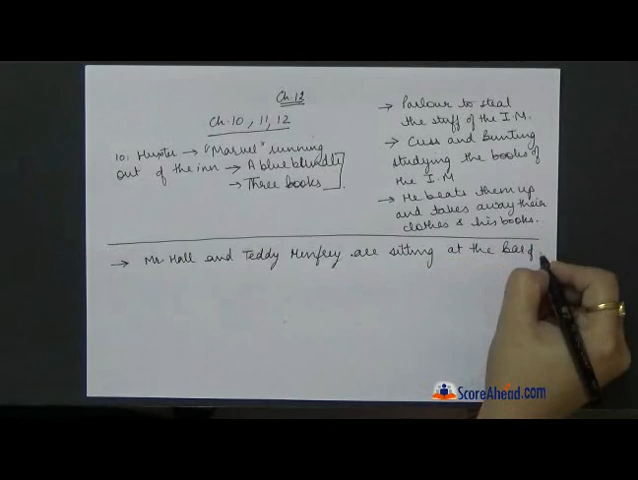 Ch.12
Ch.10, 11, 12
10. Huxter → "Marvel" running
out of the inn → A blue bundle
→ Three books
→ Parlour to steal
the stuff of the I.M.
→ Cuss and Bunting
studying the books of
the I.M
→ He beats them up
and takes away their
clothes & his books.
→ Mr. Hall and Teddy Henfrey are sitting at the bar of
ScoreAhead.com